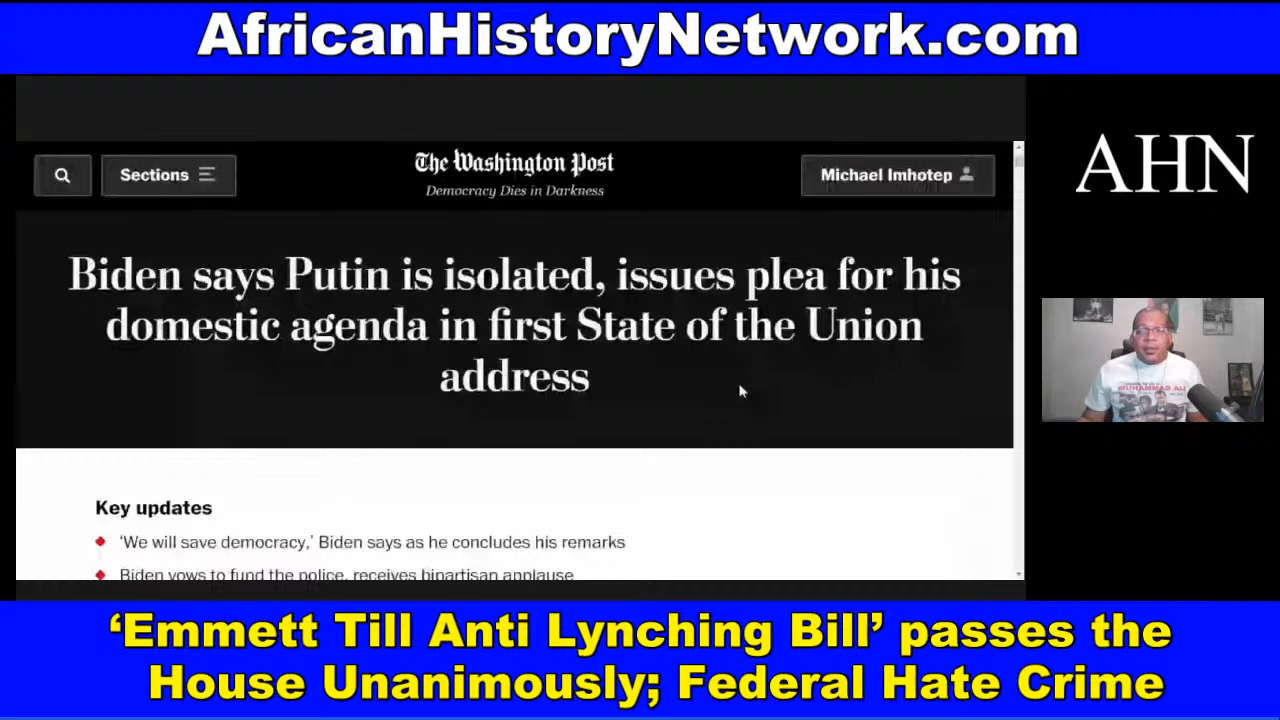 AfricanHistoryNetwork.com
Sections
The Washington Post
Democracy Dies in Darkness
Michael Imhotep
AHN
Biden says Putin is isolated, issues plea for his
domestic agenda in first State of the Union
address
MUHAMMAD ALI
Key updates
‘We will save democracy,’ Biden says as he concludes his remarks
Biden vows to fund the police, receives bipartisan applause
‘Emmett Till Anti Lynching Bill’ passes the
House Unanimously; Federal Hate Crime